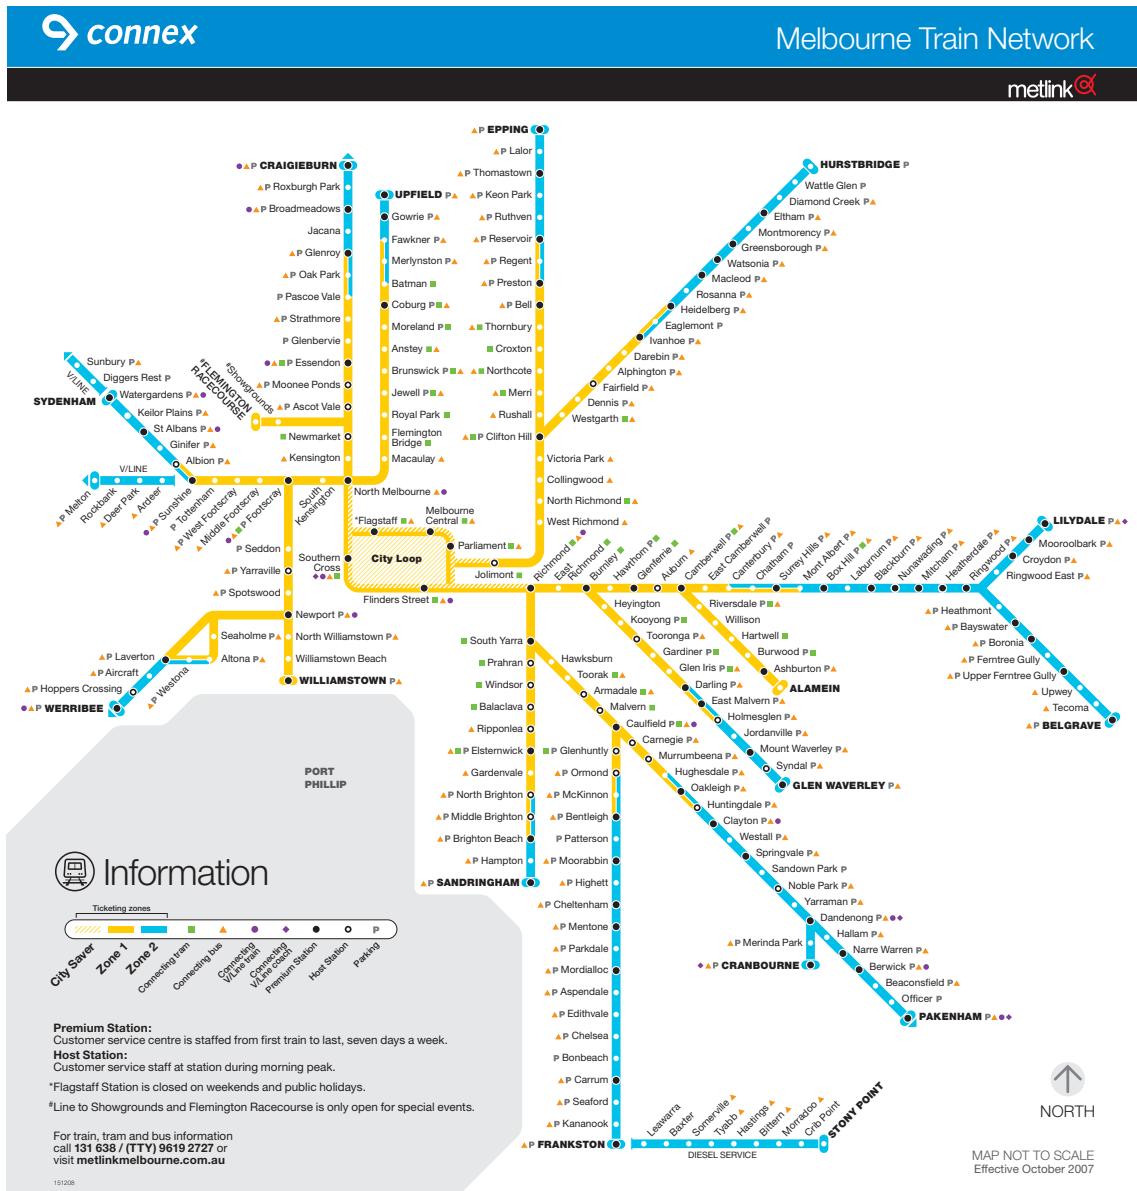 connex
Melbourne Train Network
metlink
P EPPING
P Lalor
P Thomastown
P Keon Park
P Ruthven
P Reservoir
P Regent
P Preston
P Bell
Thornbury
Croxton
Northcote
Merri
Rushall
P Clifton Hill
Victoria Park
Collingwood
North Richmond
West Richmond
Jolimont
P CRAIGIEBURN
P Roxburgh Park
P Broadmeadows
Jacana
P Glenroy
P Oak Park
P Pascoe Vale
P Strathmore
P Glenbervie
P Essendon
P Moonee Ponds
P Ascot Vale
Newmarket
Kensington
North Melbourne
UPFIELD P
Gowrie P
Fawkner P
Merlynston P
Batman
Coburg P
Moreland P
Anstey
Brunswick P
Jewell P
Royal Park
Flemington
Bridge
Macaulay
HURSTBRIDGE P
Wattle Glen P
Diamond Creek P
Eltham P
Montmorency P
Greensborough P
Watsonia P
Macleod P
Rosanna P
Heidelberg P
Eaglemont P
Ivanhoe P
Darebin P
Alphington P
Fairfield P
Dennis P
Westgarth
#Showgrounds
#FLEMINGTON
RACECOURSE
Sunbury P
Diggers Rest P
V/LINE
SYDENHAM
Watergardens P
Keilor Plains P
St Albans P
Ginifer P
Albion P
V/LINE
P Melton
Rockbank
Deer Park
Ardeer
P Sunshine
P Tottenham
P West Footscray
P Middle Footscray
P Footscray
South
Kensington
*Flagstaff
Melbourne
Central
Parliament
City Loop
Southern
Cross
Flinders Street
P Seddon
P Yarraville
P Spotswood
Newport P
North Williamstown P
Williamstown Beach
WILLIAMSTOWN P
Seaholme P
Altona P
P Westona
P Laverton
P Aircraft
P Hoppers Crossing
P WERRIBEE
Richmond
East
Richmond
Burnley
Hawthorn P
Glenferrie
Auburn
Camberwell P
East Camberwell P
Canterbury P
Chatham P
Surrey Hills P
Mont Albert P
Box Hill P
Laburnum P
Blackburn P
Nunawading P
Mitcham P
Heatherdale P
Ringwood P
LILYDALE P
Mooroolbark P
Croydon P
Ringwood East P
P Heathmont
P Bayswater
P Boronia
P Ferntree Gully
P Upper Ferntree Gully
Upwey
Tecoma
P BELGRAVE
Riversdale P
Willison
Hartwell
Burwood P
Ashburton P
ALAMEIN
Heyington
Kooyong P
Tooronga P
Gardiner P
Glen Iris P
Darling P
East Malvern P
Holmesglen P
Jordanville P
Mount Waverley P
Syndal P
GLEN WAVERLEY P
South Yarra
Prahran
Windsor
Balaclava
Ripponlea
P Elsternwick
Gardenvale
P North Brighton
P Middle Brighton
P Brighton Beach
P Hampton
P SANDRINGHAM
Hawksburn
Toorak
Armadale
Malvern
Caulfield P
Carnegie P
Murrumbeena P
Hughesdale P
Oakleigh P
Huntingdale P
Clayton P
Westall P
Springvale P
Sandown Park P
Noble Park P
Yarraman P
Dandenong P
Hallam P
Narre Warren P
Berwick P
Beaconsfield P
Officer P
PAKENHAM P
P Merinda Park
P CRANBOURNE
P Glenhuntly
P Ormond
P McKinnon
P Bentleigh
P Patterson
P Moorabbin
P Highett
P Cheltenham
P Mentone
P Parkdale
P Mordialloc
P Aspendale
P Edithvale
P Chelsea
P Bonbeach
P Carrum
P Seaford
P Kananook
P FRANKSTON
Leawarra
Baxter
Somerville
Tyabb
Hastings
Bittern
Morradoo
Crib Point
STONY POINT
DIESEL SERVICE
PORT
PHILLIP
Information
Ticketing zones
City Saver
Zone 1
Zone 2
Connecting tram
Connecting bus
Connecting
V/Line train
Connecting
V/Line coach
Premium Station
Host Station
P
Parking
Premium Station:
Customer service centre is staffed from first train to last, seven days a week.
Host Station:
Customer service staff at station during morning peak.
*Flagstaff Station is closed on weekends and public holidays.
#Line to Showgrounds and Flemington Racecourse is only open for special events.
For train, tram and bus information
call 131 638 / (TTY) 9619 2727 or
visit metlinkmelbourne.com.au
151208
NORTH
MAP NOT TO SCALE
Effective October 2007